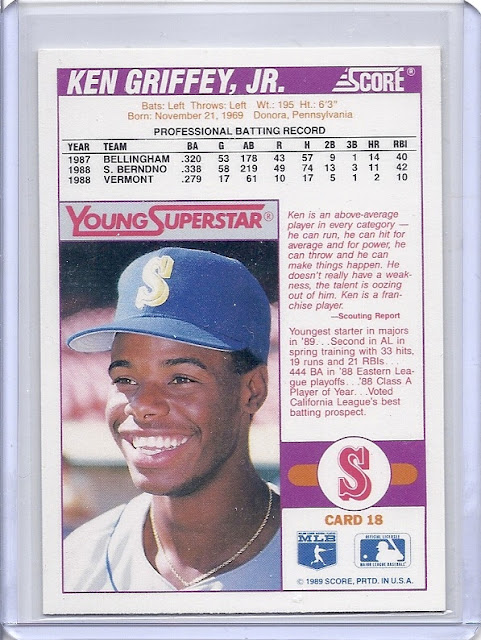 KEN GRIFFEY, JR. SCORE®
Bats: Left Throws: Left Wt.: 195 Ht.: 6'3"
Born: November 21, 1969 Donora, Pennsylvania
PROFESSIONAL BATTING RECORD
YEAR TEAM BA G AB R H 2B 3B HR RBI
1987 BELLINGHAM .320 53 178 43 57 9 1 14 40
1988 S. BERNDNO .338 58 219 49 74 13 3 11 42
1988 VERMONT .279 17 61 10 17 5 1 2 10
YOUNG SUPERSTAR®
S
Ken is an above-average
player in every category —
he can run, he can hit for
average and for power, he
can throw and he can
make things happen. He
doesn't really have a weak-
ness, the talent is oozing
out of him. Ken is a fran-
chise player.
—Scouting Report
Youngest starter in majors
in '89...Second in AL in
spring training with 33 hits,
19 runs and 21 RBIs...
.444 BA in '88 Eastern Lea-
gue playoffs...'88 Class A
Player of Year...Voted
California League's best
batting prospect.
S
CARD 18
MLB
OFFICIAL LICENSEE
MAJOR LEAGUE BASEBALL
© 1989 SCORE, PRTD. IN U.S.A.